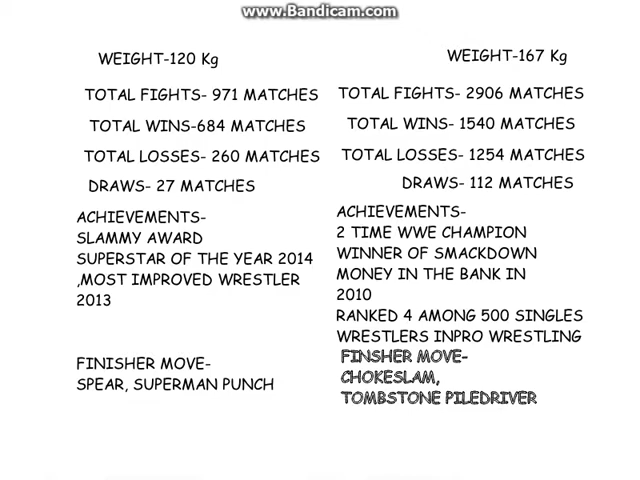 www.Bandicam.com
WEIGHT-120 Kg
TOTAL FIGHTS- 971 MATCHES
TOTAL WINS-684 MATCHES
TOTAL LOSSES- 260 MATCHES
DRAWS- 27 MATCHES
ACHIEVEMENTS-
SLAMMY AWARD
SUPERSTAR OF THE YEAR 2014
,MOST IMPROVED WRESTLER
2013
FINISHER MOVE-
SPEAR, SUPERMAN PUNCH
WEIGHT-167 Kg
TOTAL FIGHTS- 2906 MATCHES
TOTAL WINS- 1540 MATCHES
TOTAL LOSSES- 1254 MATCHES
DRAWS- 112 MATCHES
ACHIEVEMENTS-
2 TIME WWE CHAMPION
WINNER OF SMACKDOWN
MONEY IN THE BANK IN
2010
RANKED 4 AMONG 500 SINGLES
WRESTLERS INPRO WRESTLING
FINSHER MOVE-
CHOKESLAM,
TOMBSTONE PILEDRIVER